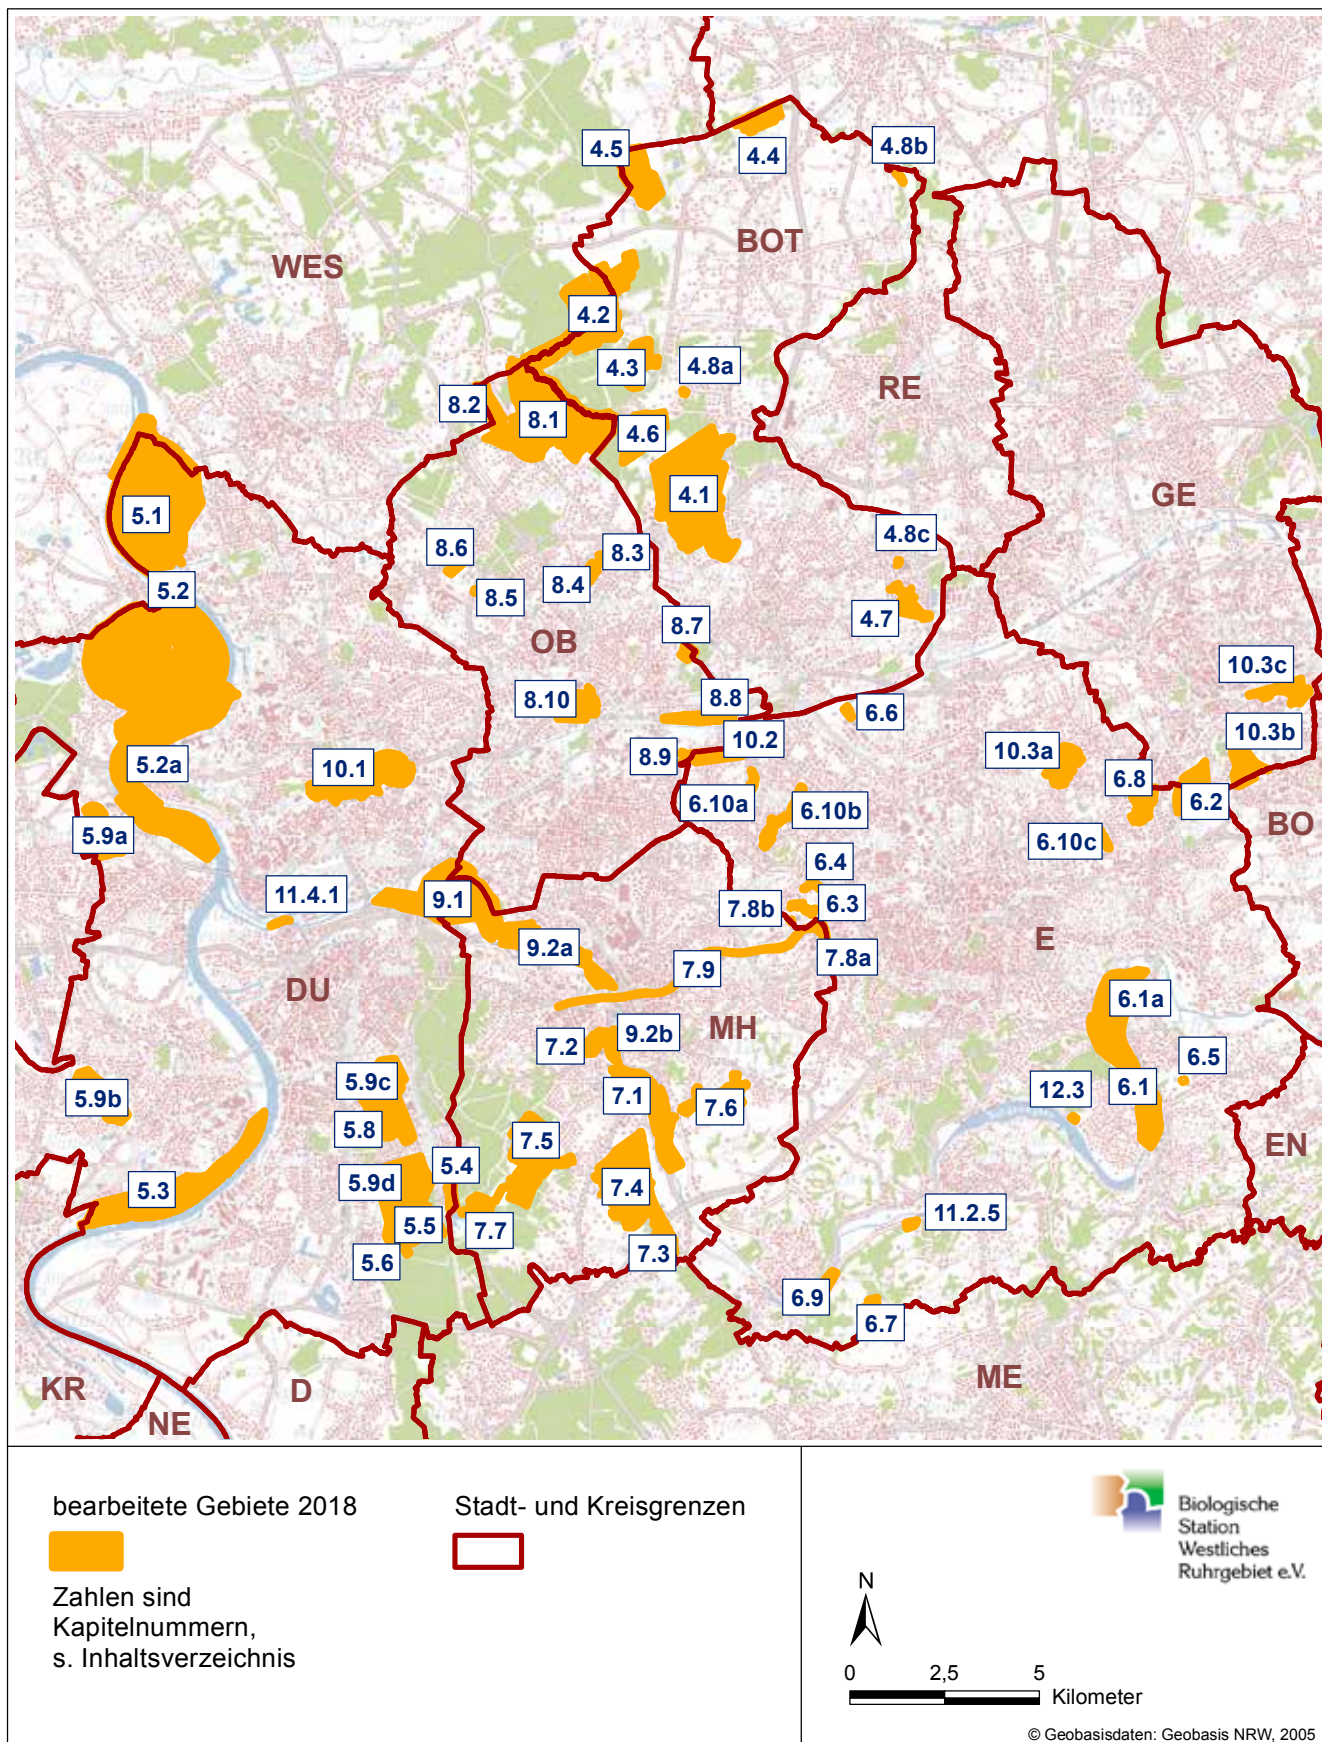 4.5
4.4
4.8b
BOT
WES
4.2
4.3
4.8a
RE
8.2
8.1
4.6
4.1
GE
5.1
4.8c
8.6
8.3
8.4
5.2
8.5
4.7
8.7
OB
10.3c
8.10
8.8
6.6
10.2
10.3b
8.9
10.3a
5.2a
10.1
6.8
6.10a
6.2
6.10b
BO
5.9a
6.10c
6.4
11.4.1
9.1
7.8b
6.3
E
9.2a
7.9
7.8a
DU
6.1a
MH
9.2b
7.2
6.5
5.9c
12.3
6.1
5.9b
7.1
7.6
5.8
7.5
EN
5.4
5.9d
5.3
7.4
11.2.5
5.5
7.7
5.6
7.3
6.9
6.7
ME
KR
D
NE
bearbeitete Gebiete 2018
Stadt- und Kreisgrenzen
Zahlen sind
Kapitelnummern,
s. Inhaltsverzeichnis
Biologische
Station
Westliches
Ruhrgebiet e.V.
N
0 2,5 5
Kilometer
© Geobasisdaten: Geobasis NRW, 2005